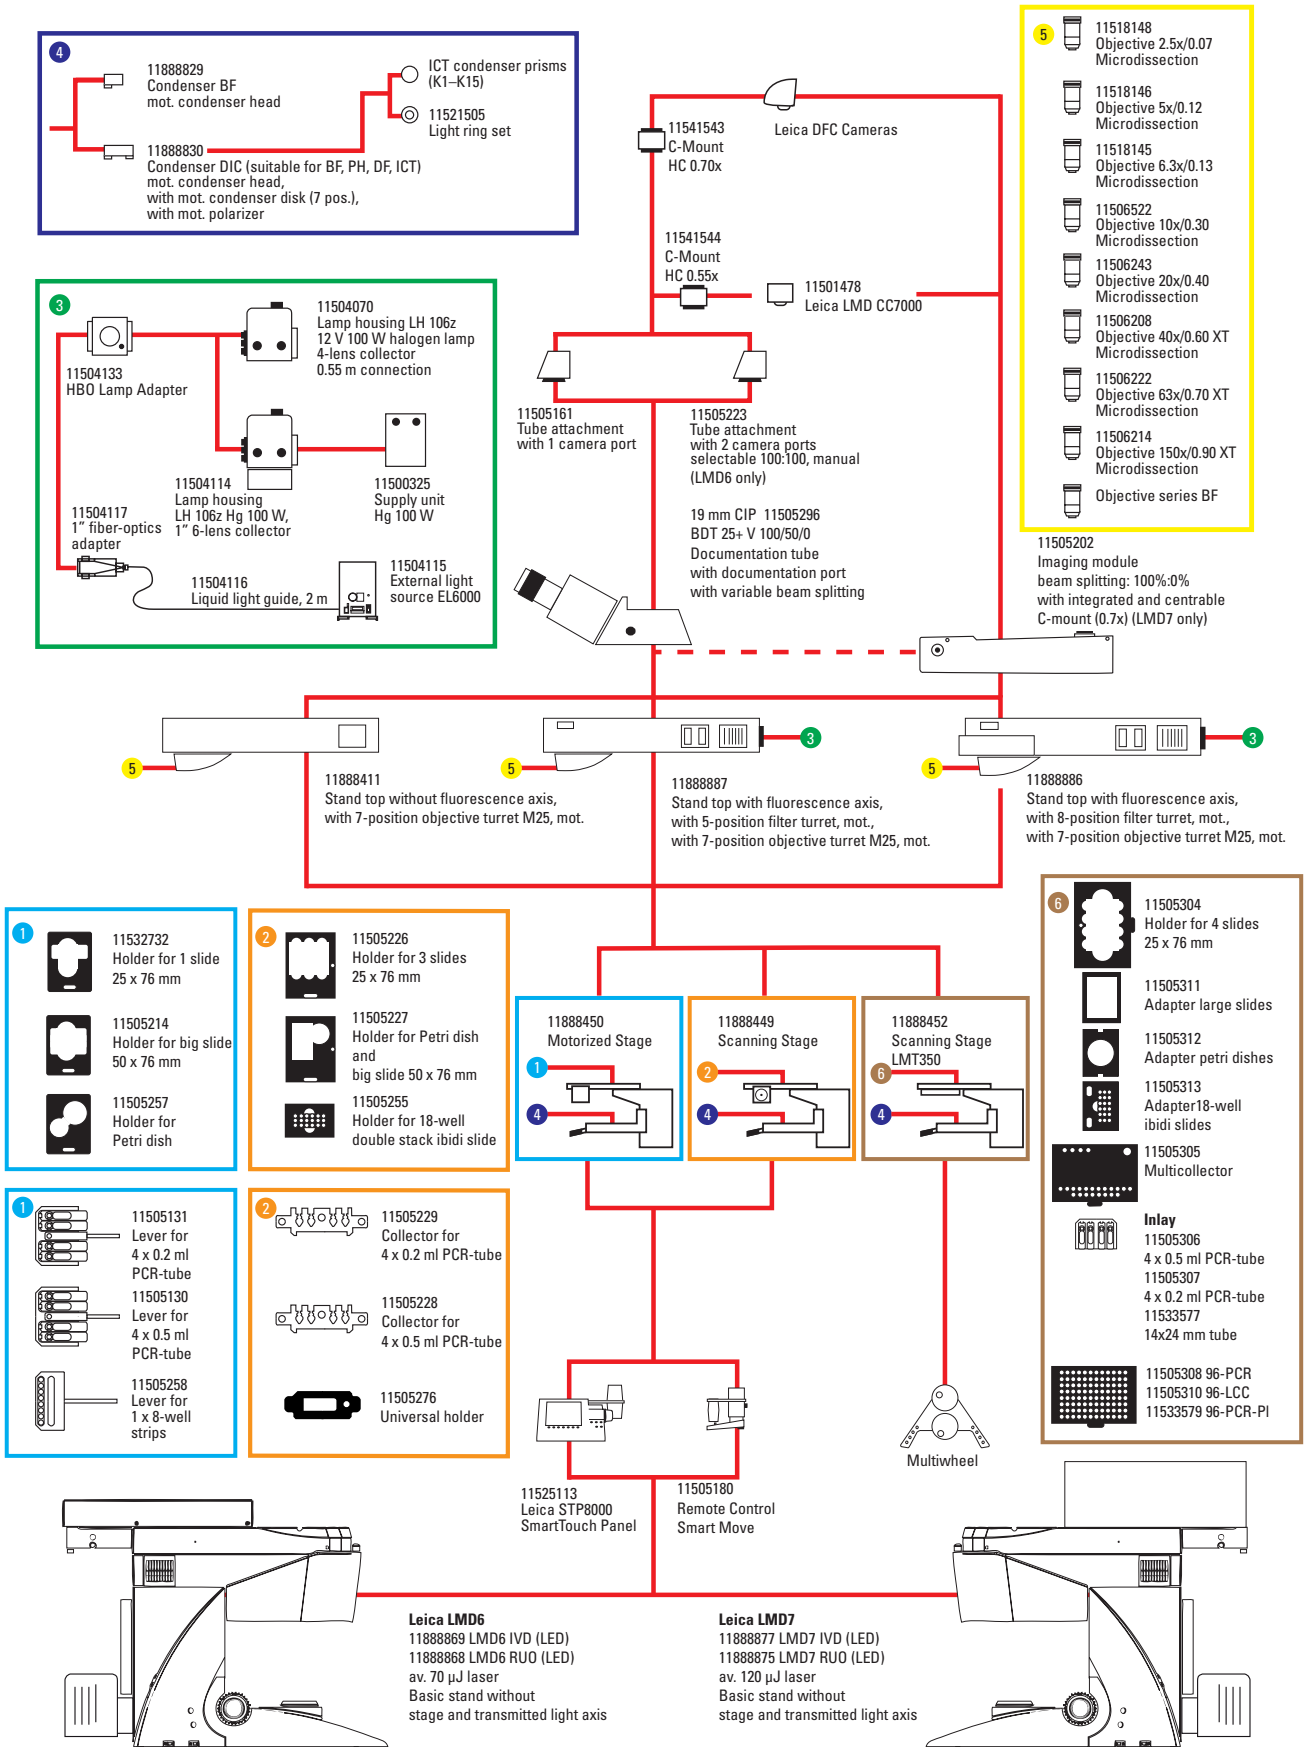 4
11888829
Condenser BF
mot. condenser head
ICT condenser prisms
(K1–K15)
11521505
Light ring set
11888830
Condenser DIC (suitable for BF, PH, DF, ICT)
mot. condenser head,
with mot. condenser disk (7 pos.),
with mot. polarizer
3
11504070
Lamp housing LH 106z
12 V 100 W halogen lamp
4-lens collector
0.55 m connection
11504133
HBO Lamp Adapter
11504114
Lamp housing
LH 106z Hg 100 W,
1” 6-lens collector
11500325
Supply unit
Hg 100 W
11504117
1” fiber-optics
adapter
11504116
Liquid light guide, 2 m
11504115
External light
source EL6000
Leica DFC Cameras
11541543
C-Mount
HC 0.70x
11541544
C-Mount
HC 0.55x
11501478
Leica LMD CC7000
11505161
Tube attachment
with 1 camera port
11505223
Tube attachment
with 2 camera ports
selectable 100:100, manual
(LMD6 only)
19 mm CIP  11505296
BDT 25+ V 100/50/0
Documentation tube
with documentation port
with variable beam splitting
5
11518148
Objective 2.5x/0.07
Microdissection
11518146
Objective 5x/0.12
Microdissection
11518145
Objective 6.3x/0.13
Microdissection
11506522
Objective 10x/0.30
Microdissection
11506243
Objective 20x/0.40
Microdissection
11506208
Objective 40x/0.60 XT
Microdissection
11506222
Objective 63x/0.70 XT
Microdissection
11506214
Objective 150x/0.90 XT
Microdissection
Objective series BF
11505202
Imaging module
beam splitting: 100%:0%
with integrated and centrable
C-mount (0.7x) (LMD7 only)
5
11888411
Stand top without fluorescence axis,
with 7-position objective turret M25, mot.
5
3
11888887
Stand top with fluorescence axis,
with 5-position filter turret, mot.,
with 7-position objective turret M25, mot.
5
3
11888886
Stand top with fluorescence axis,
with 8-position filter turret, mot.,
with 7-position objective turret M25, mot.
1
11532732
Holder for 1 slide
25 x 76 mm
11505214
Holder for big slide
50 x 76 mm
11505257
Holder for
Petri dish
2
11505226
Holder for 3 slides
25 x 76 mm
11505227
Holder for Petri dish
and
big slide 50 x 76 mm
11505255
Holder for 18-well
double stack ibidi slide
11888450
Motorized Stage
1
4
11888449
Scanning Stage
2
4
11888452
Scanning Stage
LMT350
6
4
6
11505304
Holder for 4 slides
25 x 76 mm
11505311
Adapter large slides
11505312
Adapter petri dishes
11505313
Adapter18-well
ibidi slides
11505305
Multicollector
Inlay
11505306
4 x 0.5 ml PCR-tube
11505307
4 x 0.2 ml PCR-tube
11533577
14x24 mm tube
11505308 96-PCR
11505310 96-LCC
11533579 96-PCR-PI
1
11505131
Lever for
4 x 0.2 ml
PCR-tube
11505130
Lever for
4 x 0.5 ml
PCR-tube
11505258
Lever for
1 x 8-well
strips
2
11505229
Collector for
4 x 0.2 ml PCR-tube
11505228
Collector for
4 x 0.5 ml PCR-tube
11505276
Universal holder
11525113
Leica STP8000
SmartTouch Panel
11505180
Remote Control
Smart Move
Multiwheel
Leica LMD6
11888869 LMD6 IVD (LED)
11888868 LMD6 RUO (LED)
av. 70 µJ laser
Basic stand without
stage and transmitted light axis
Leica LMD7
11888877 LMD7 IVD (LED)
11888875 LMD7 RUO (LED)
av. 120 µJ laser
Basic stand without
stage and transmitted light axis